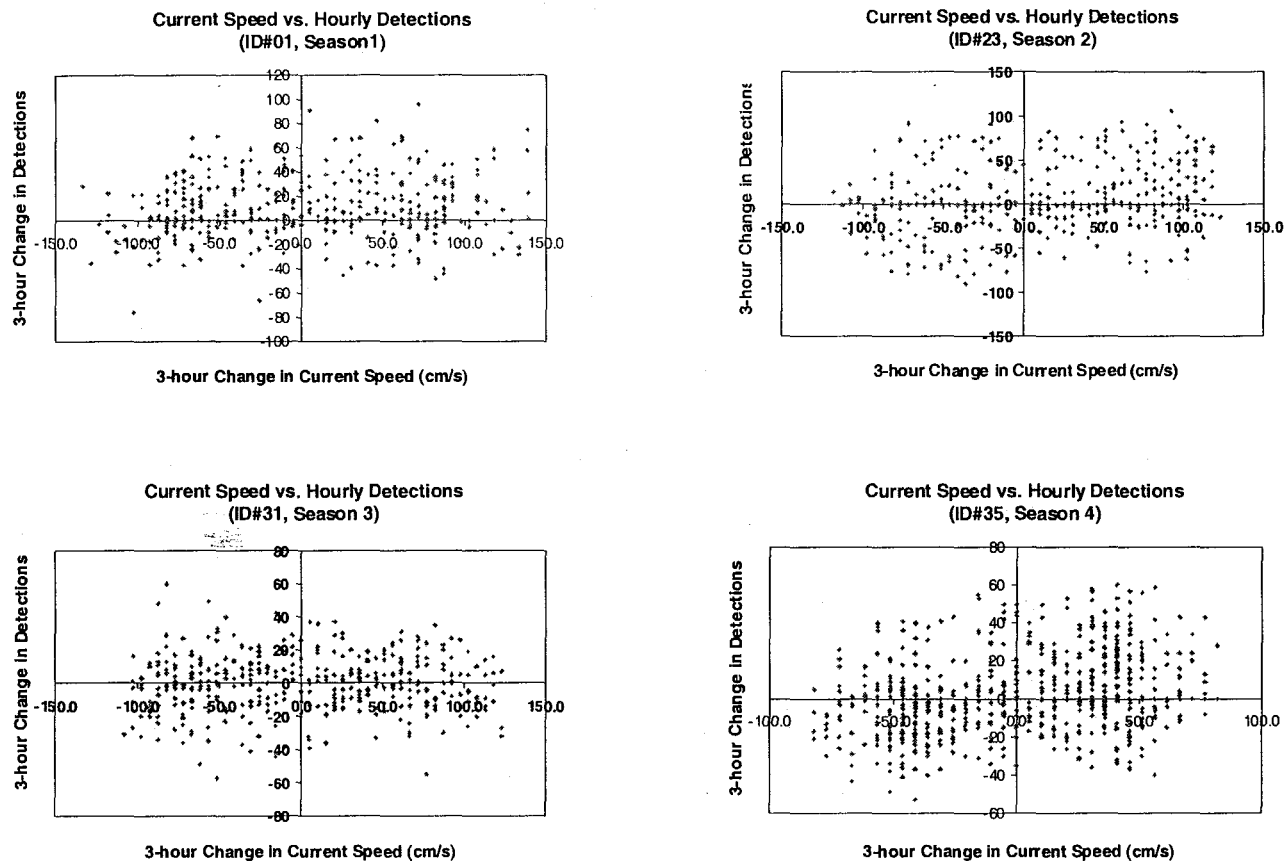 Current Speed vs. Hourly Detections
(ID#01, Season1)
3-hour Change in Detections
120
100
80
60
40
20
0
-150.0 -100.0 -50.0 0.0 50.0 100.0 150.0
-20
-40
-60
-80
-100
3-hour Change in Current Speed (cm/s)
Current Speed vs. Hourly Detections
(ID#23, Season 2)
3-hour Change in Detections
150
100
50
0
-150.0 -100.0 -50.0 0.0 50.0 100.0 150.0
-50
-100
-150
3-hour Change in Current Speed (cm/s)
Current Speed vs. Hourly Detections
(ID#31, Season 3)
3-hour Change in Detections
80
60
40
20
0
-150.0 -100.0 -50.0 0.0 50.0 100.0 150.0
-20
-40
-60
-80
3-hour Change in Current Speed (cm/s)
Current Speed vs. Hourly Detections
(ID#35, Season 4)
3-hour Change in Detections
80
60
40
20
0
-100.0 -50.0 0.0 50.0 100.0
-20
-40
-60
3-hour Change in Current Speed (cm/s)